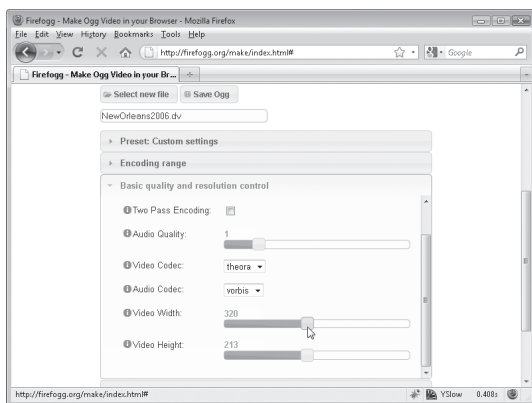 Firefogg - Make Ogg Video in your Browser - Mozilla Firefox
File Edit View History Bookmarks Tools Help
http://firefogg.org/make/index.html#
Google
Firefogg - Make Ogg Video in your Br...
Select new file Save Ogg
NewOrleans2006.dv
Preset: Custom settings
Encoding range
Basic quality and resolution control
Two Pass Encoding:
Audio Quality: 1
Video Codec: theora
Audio Codec: vorbis
Video Width: 320
Video Height: 213
http://firefogg.org/make/index.html# YSlow 0.408s